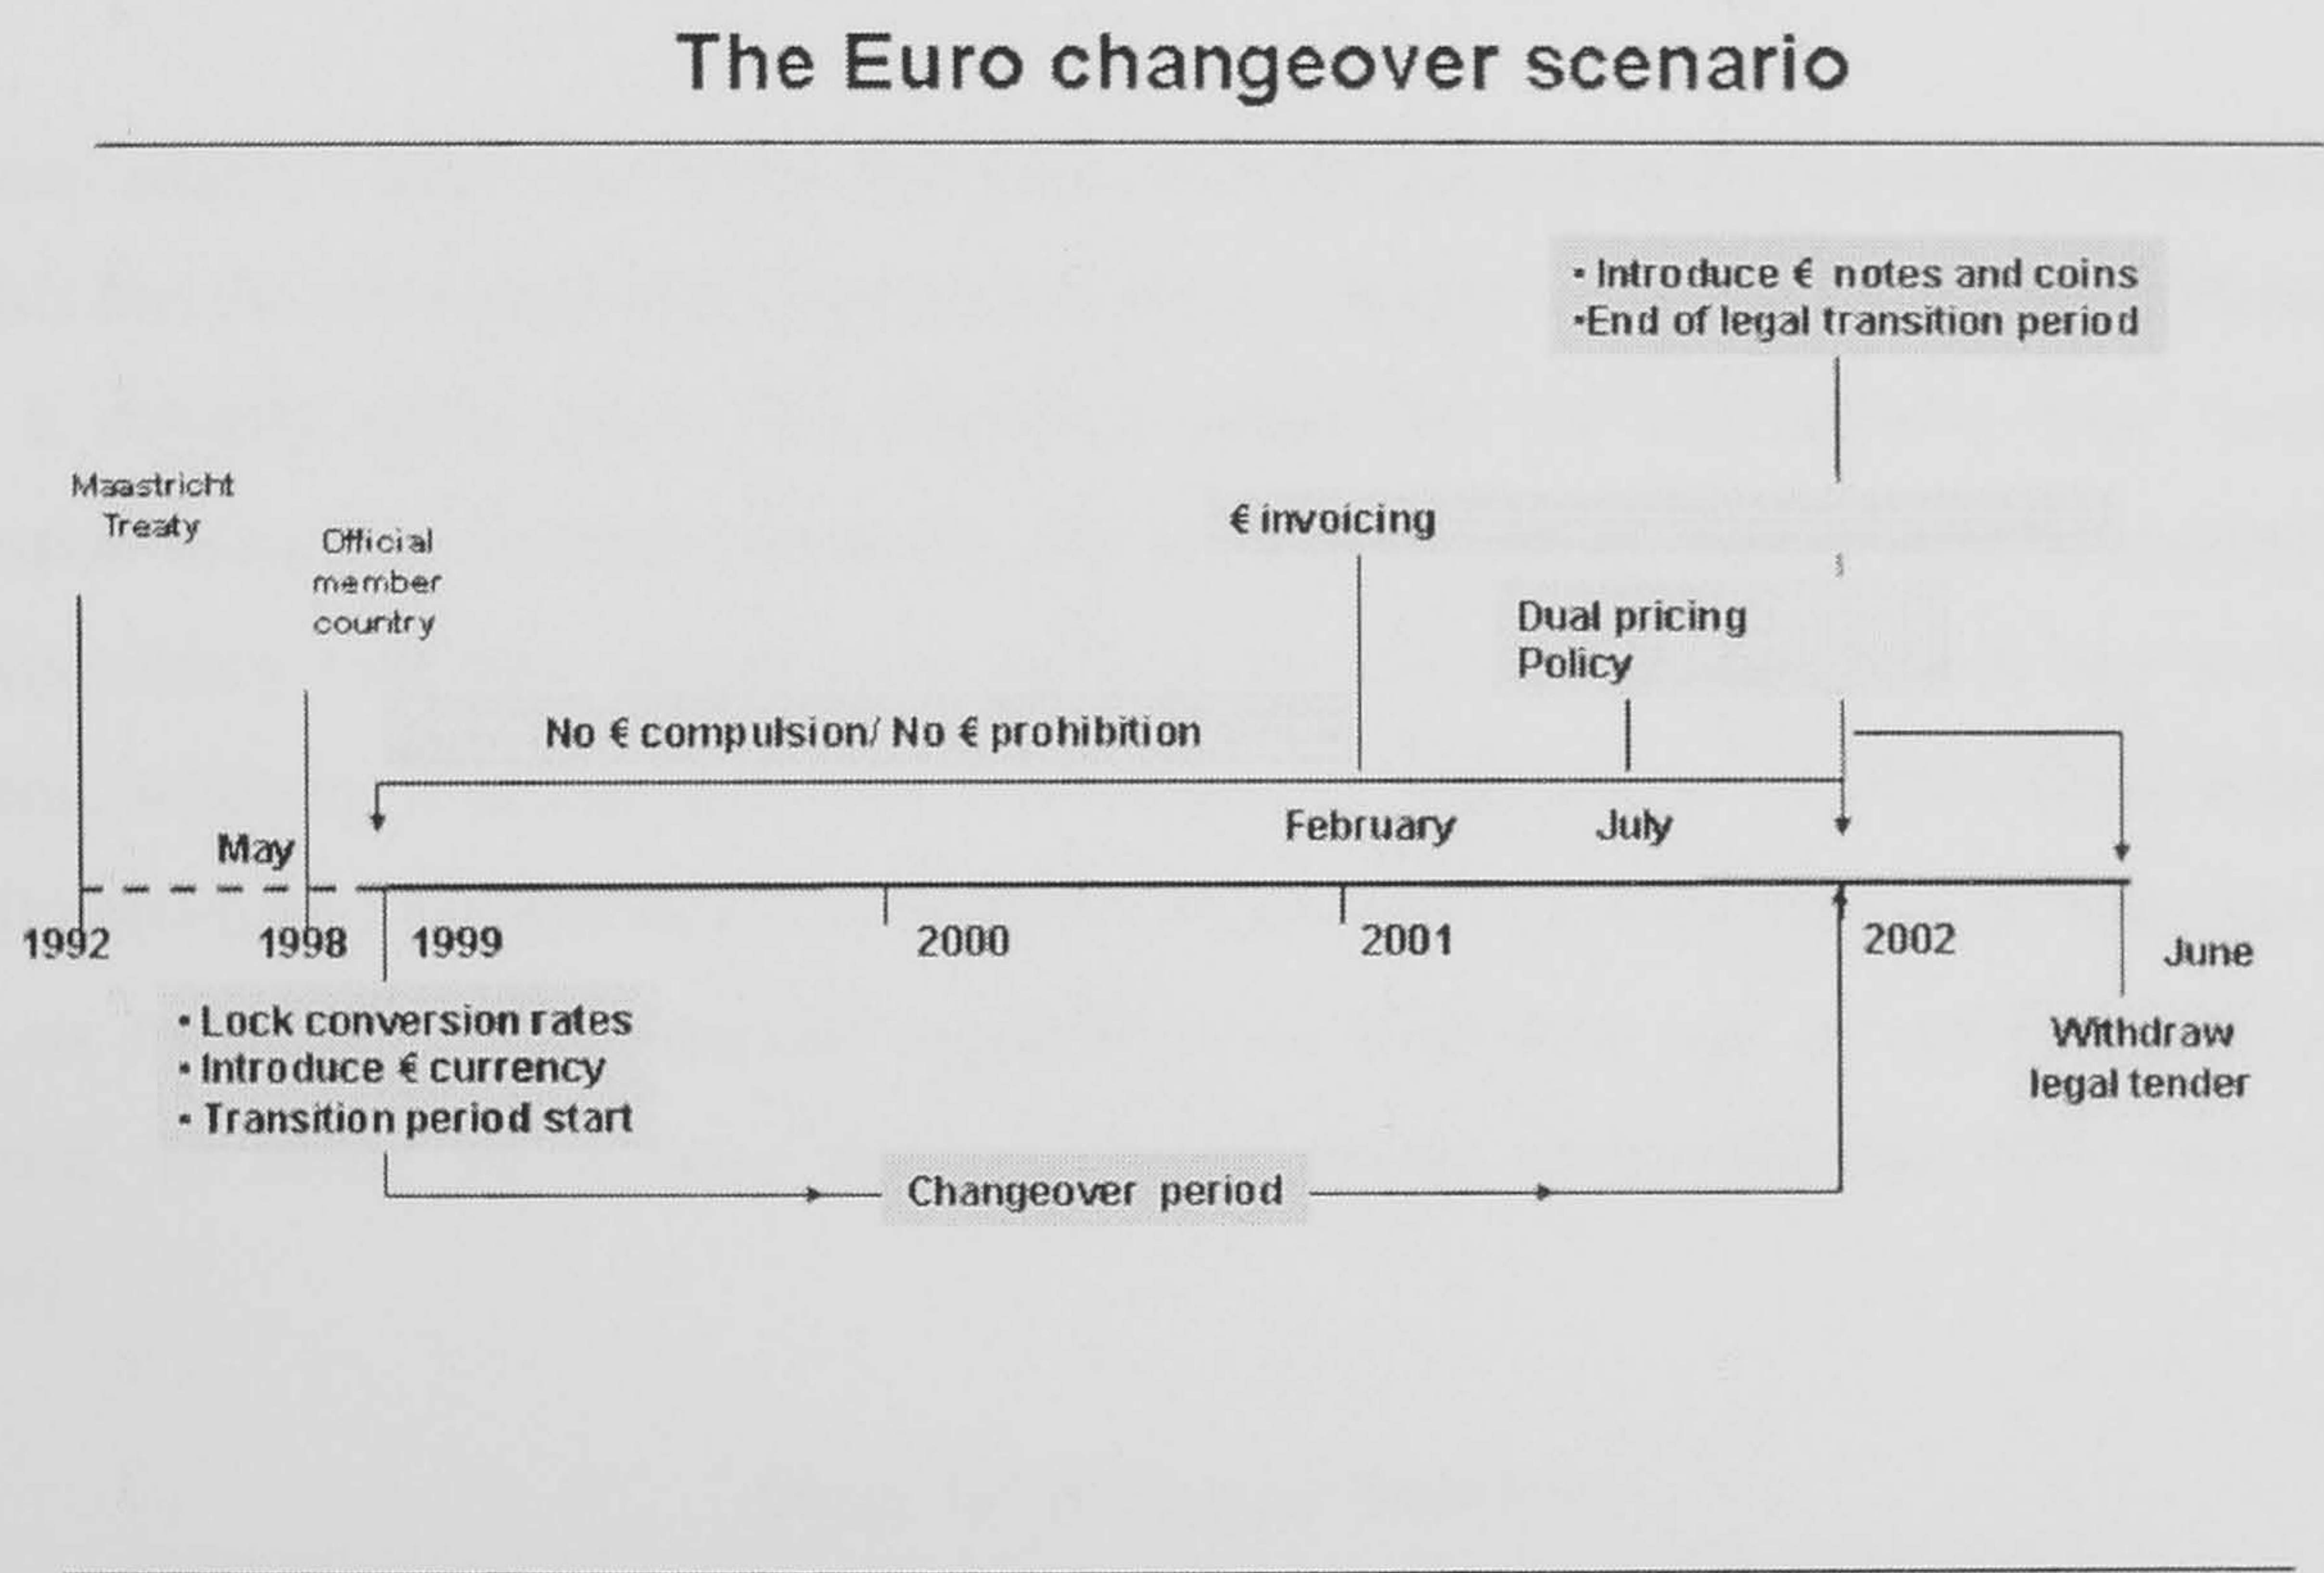 The Euro changeover scenario
• Introduce € notes and coins
•End of legal transition period
Maastricht
Treaty
Official
member
country
€ invoicing
Dual pricing
Policy
No € compulsion/ No € prohibition
February
July
May
1992
1998
1999
2000
2001
2002
June
• Lock conversion rates
• Introduce € currency
• Transition period start
Withdraw
legal tender
Changeover period